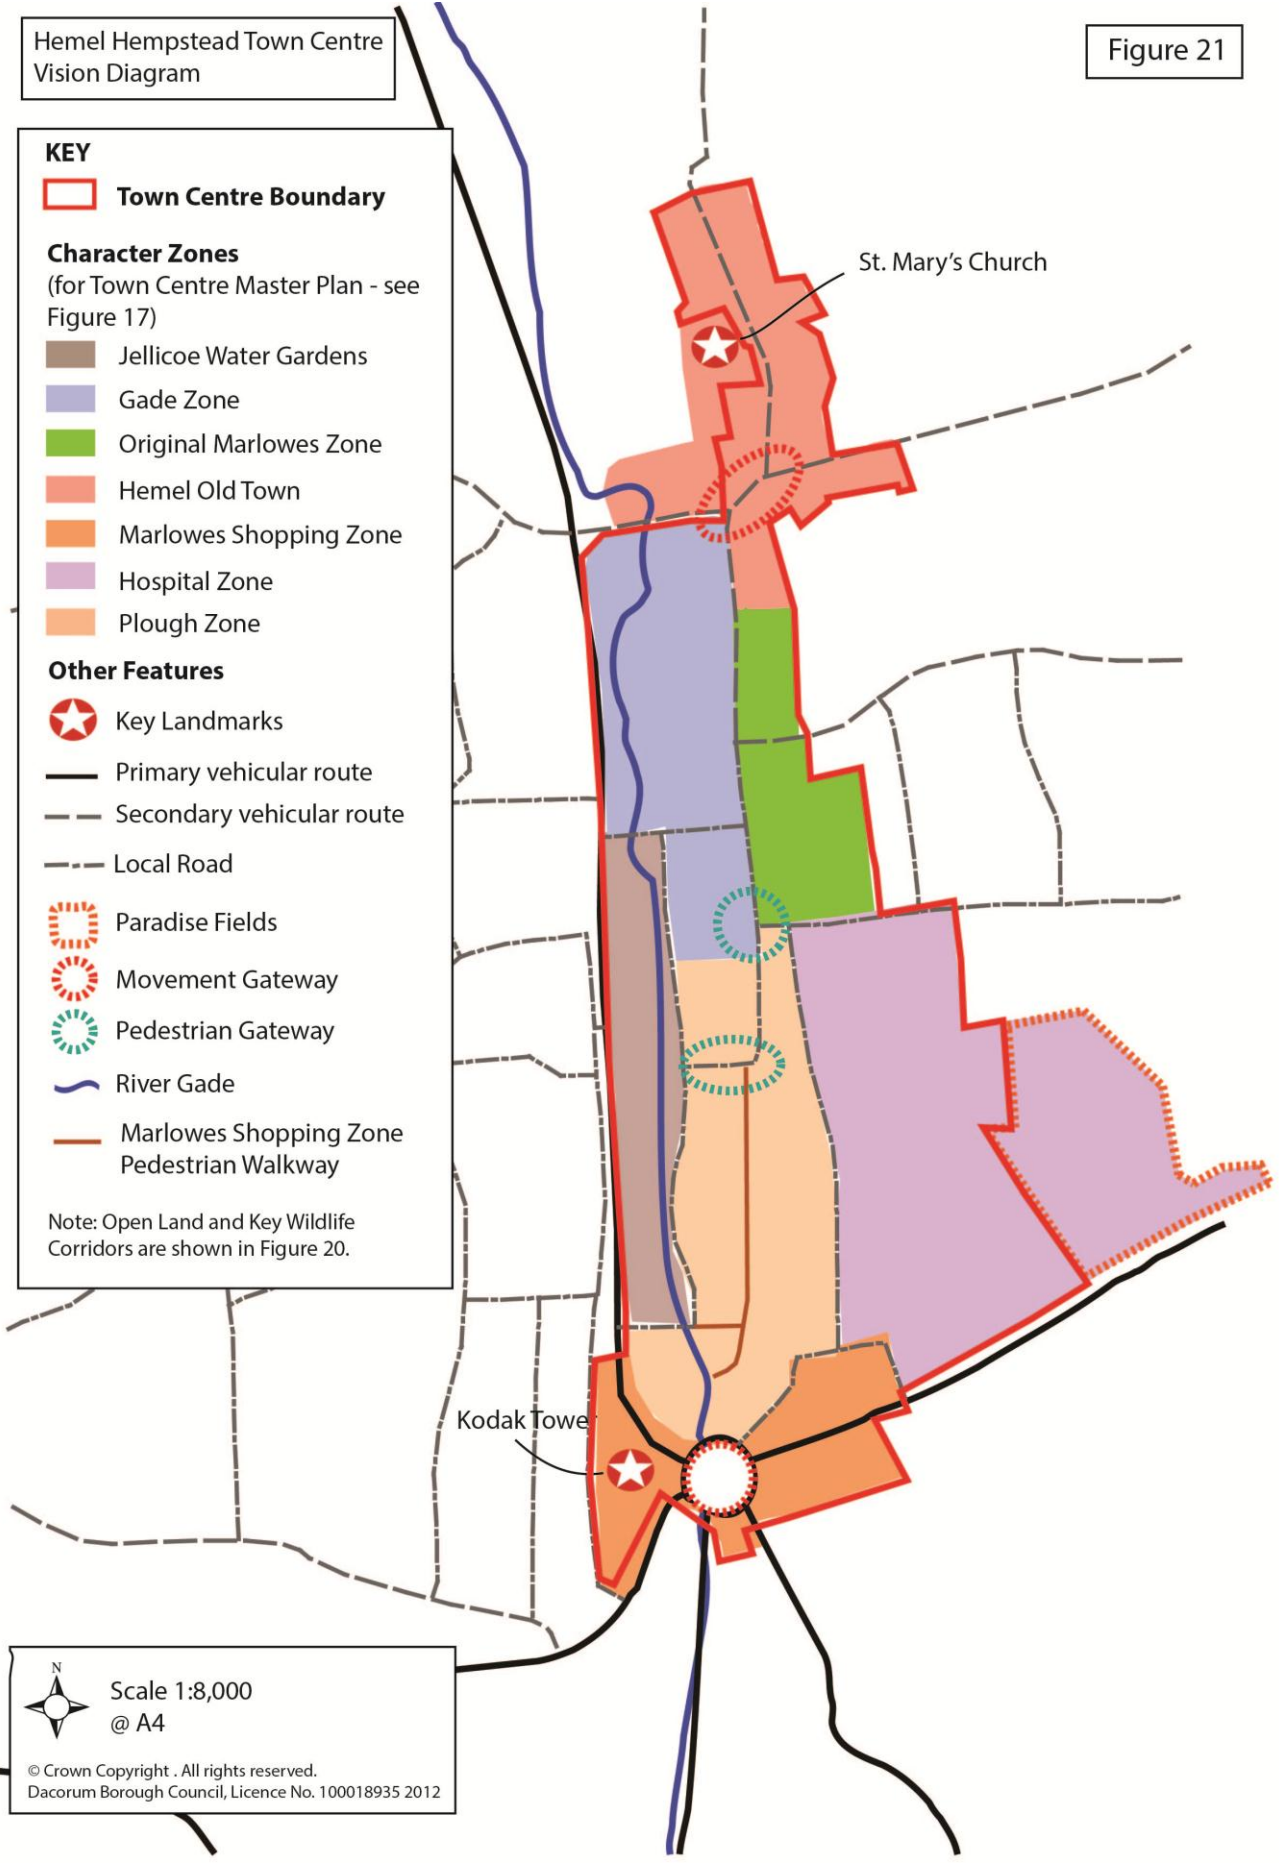 Hemel Hempstead Town Centre
Vision Diagram
Figure 21
KEY
Town Centre Boundary
Character Zones
(for Town Centre Master Plan - see
Figure 17)
Jellicoe Water Gardens
Gade Zone
Original Marlowes Zone
Hemel Old Town
Marlowes Shopping Zone
Hospital Zone
Plough Zone
Other Features
Key Landmarks
Primary vehicular route
Secondary vehicular route
Local Road
Paradise Fields
Movement Gateway
Pedestrian Gateway
River Gade
Marlowes Shopping Zone
Pedestrian Walkway
Note: Open Land and Key Wildlife
Corridors are shown in Figure 20.
St. Mary's Church
Kodak Tower
N
Scale 1:8,000
@ A4
© Crown Copyright . All rights reserved.
Dacorum Borough Council, Licence No. 100018935 2012